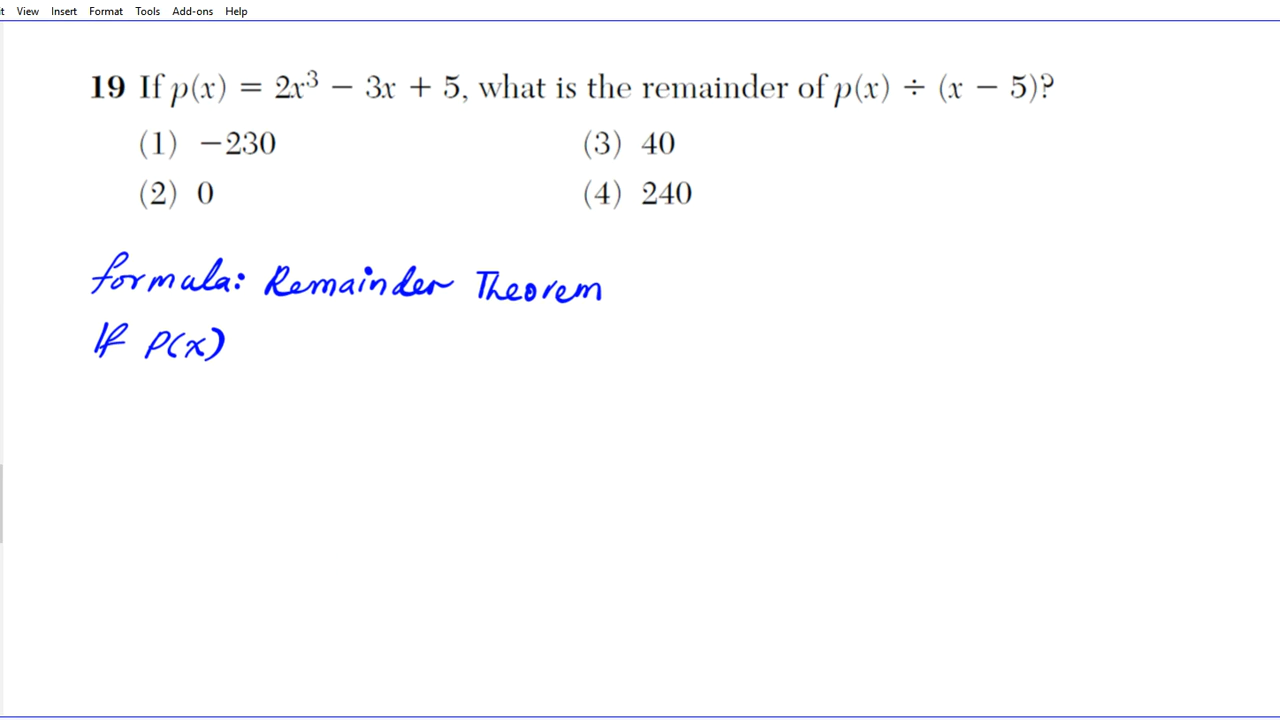 t View Insert Format Tools Add-ons Help
19 If p(x) = 2x³ − 3x + 5, what is the remainder of p(x) ÷ (x − 5)?
(1) −230 (3) 40
(2) 0 (4) 240
formula: Remainder Theorem
If P(x)